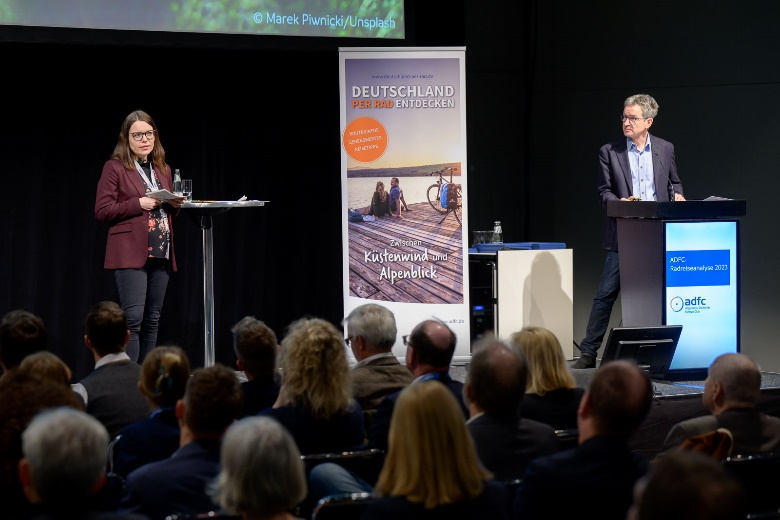 © Marek Piwnicki/Unsplash
DEUTSCHLAND
PER RAD ENTDECKEN
Zwischen
Küstenwind und
Alpenblick
ADFC-
Radreiseanalyse 2023
adfc